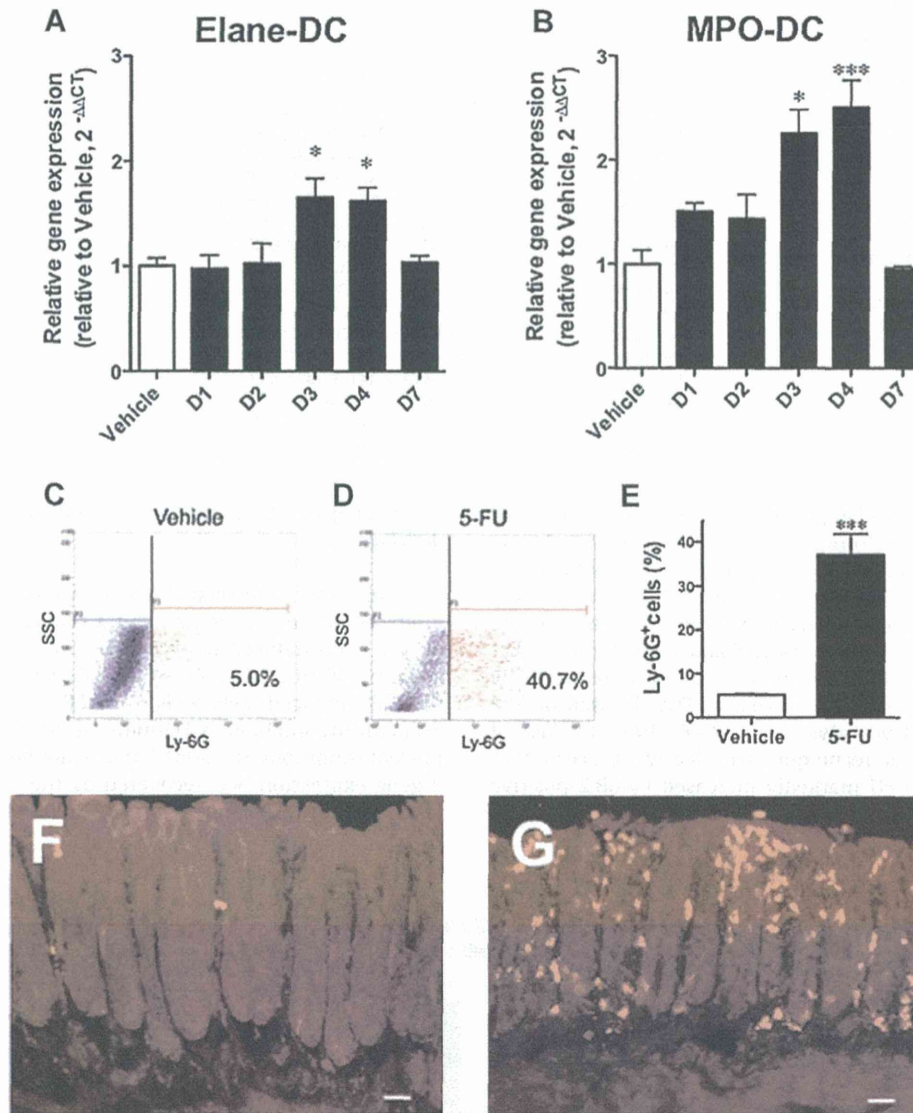 A
Elane-DC
Relative gene expression
(relative to Vehicle, 2 -ΔΔCT)
3
2
1
0
Vehicle
D1
D2
D3
D4
D7
*
*
B
MPO-DC
Relative gene expression
(relative to Vehicle, 2 -ΔΔCT)
3
2
1
0
Vehicle
D1
D2
D3
D4
D7
*
***
C
Vehicle
SSC
5.0%
Ly-6G
D
5-FU
SSC
40.7%
Ly-6G
E
Ly-6G+cells (%)
40
30
20
10
0
***
Vehicle
5-FU
F
G